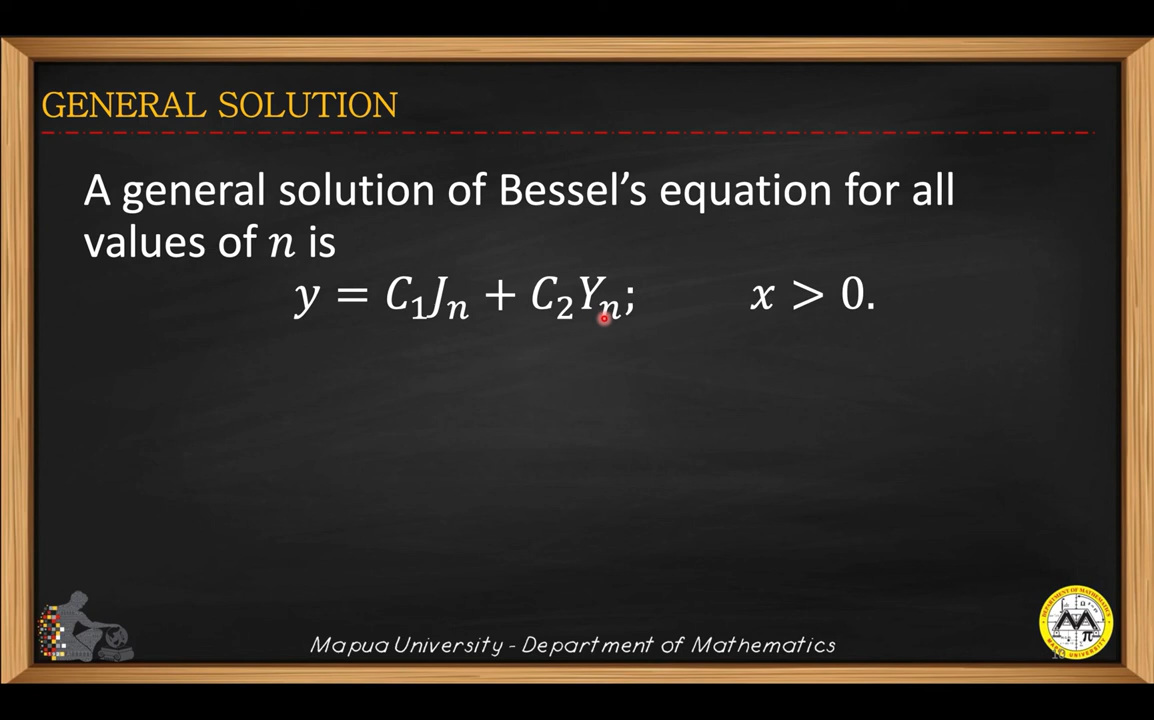 GENERAL SOLUTION
A general solution of Bessel’s equation for all
values of n is
y = C₁Jₙ + C₂Yₙ; x > 0.
Mapua University - Department of Mathematics